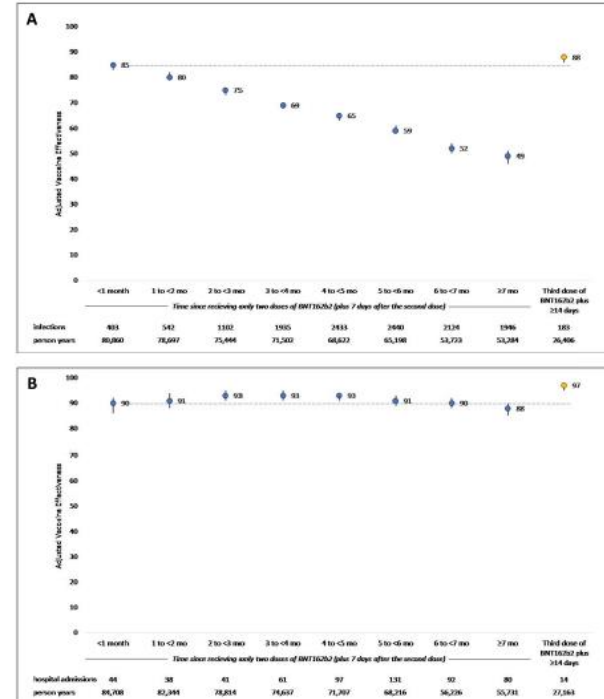 A
Adjusted Vaccine Effectiveness
100
90
80
70
60
50
40
30
20
10
0
85
80
75
69
65
59
52
49
88
<1 month 1 to <2 mo 2 to <3 mo 3 to <4 mo 4 to <5 mo 5 to <6 mo 6 to <7 mo ≥7 mo Third dose of
BNT162b2 plus
≥14 days
Time since recieving only two doses of BNT162b2 (plus 7 days after the second dose)
infections 403 542 1102 1935 2433 2440 2124 1946 183
person years 80,860 78,697 75,444 71,502 68,622 65,198 53,723 53,284 26,406
B
Adjusted Vaccine Effectiveness
100
90
80
70
60
50
40
30
20
10
0
90
91
93
93
93
91
90
88
97
<1 month 1 to <2 mo 2 to <3 mo 3 to <4 mo 4 to <5 mo 5 to <6 mo 6 to <7 mo ≥7 mo Third dose of
BNT162b2 plus
≥14 days
Time since recieving only two doses of BNT162b2 (plus 7 days after the second dose)
hospital admissions 44 38 41 61 97 131 92 80 14
person years 84,708 82,344 78,814 74,637 71,707 68,216 56,226 55,731 27,163